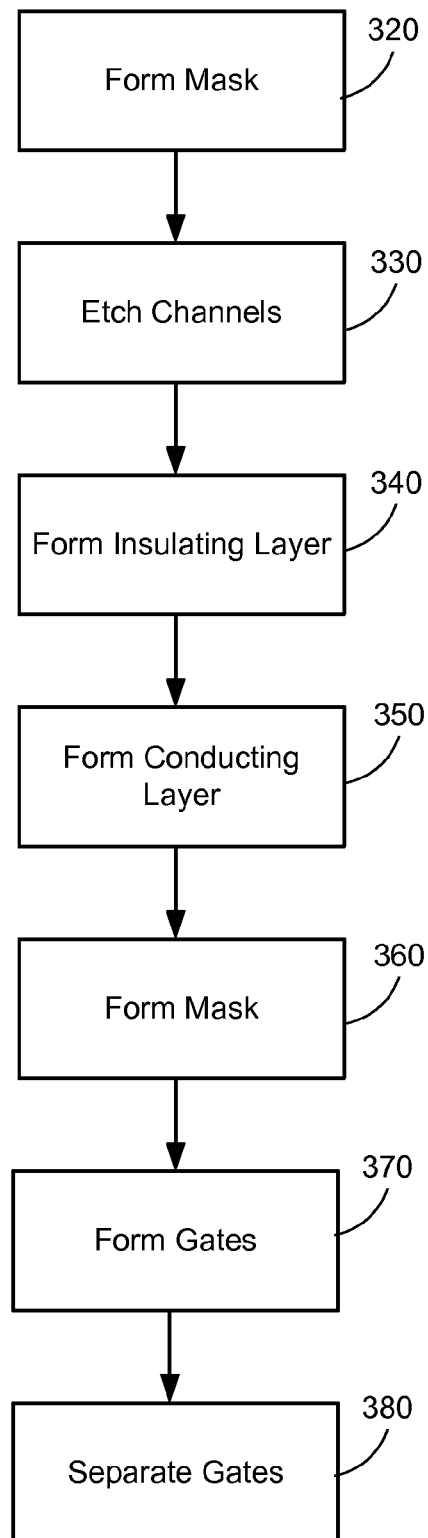 320
Form Mask
330
Etch Channels
340
Form Insulating Layer
350
Form Conducting
Layer
360
Form Mask
370
Form Gates
380
Separate Gates